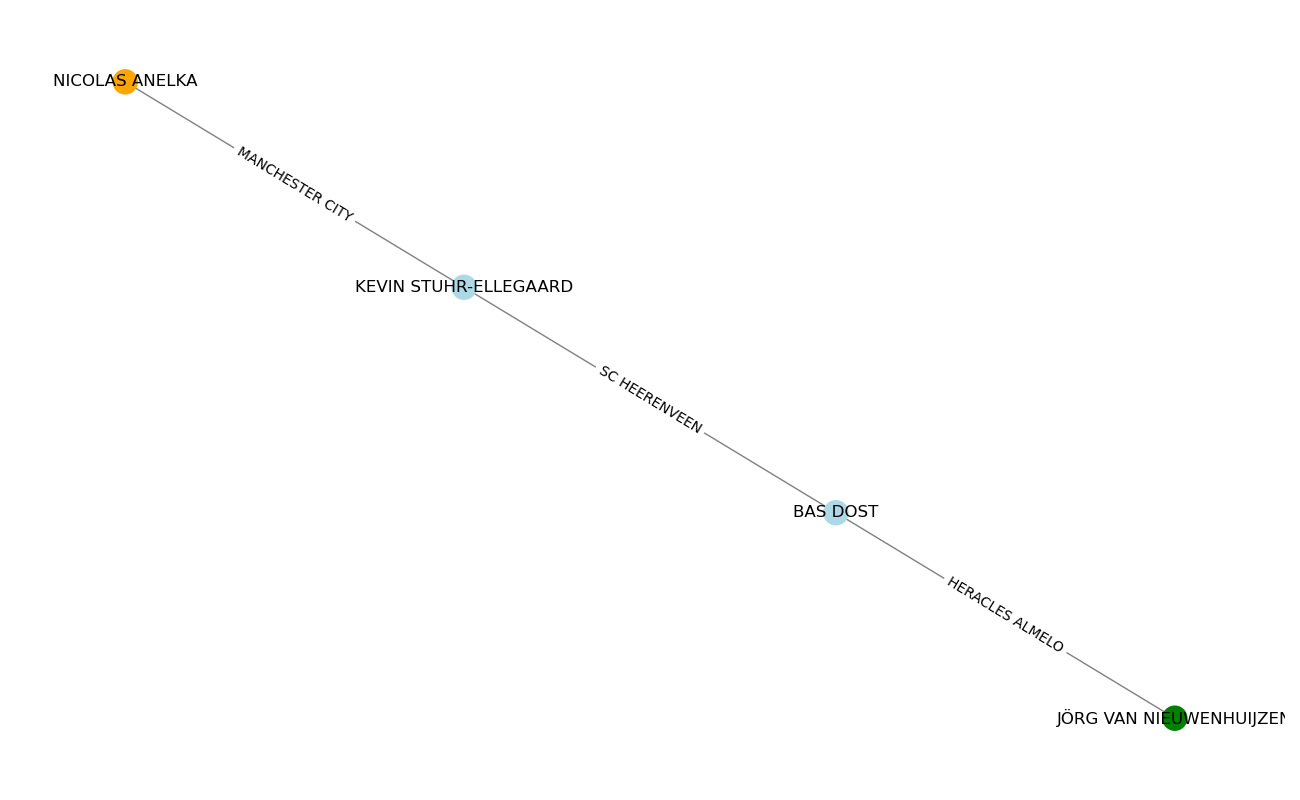 NICOLAS ANELKA
MANCHESTER CITY
KEVIN STUHR-ELLEGAARD
SC HEERENVEEN
BAS DOST
HERACLES ALMELO
JÖRG VAN NIEUWENHUIJZEN